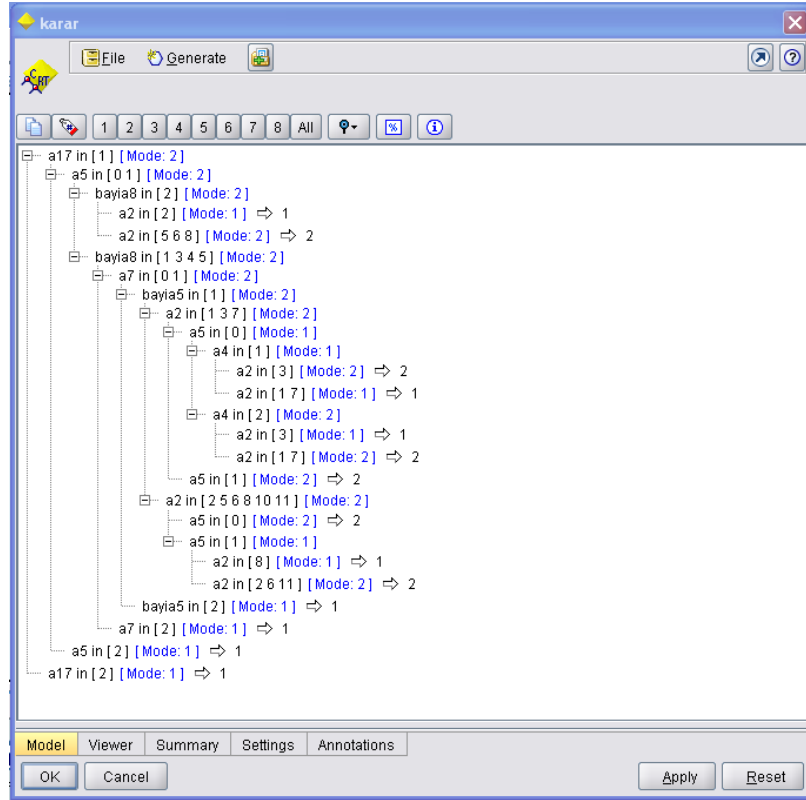 karar
File Generate
C RT
1 2 3 4 5 6 7 8 All %
a17 in [ 1 ] [ Mode: 2 ]
a5 in [ 0 1 ] [ Mode: 2 ]
bayia8 in [ 2 ] [ Mode: 2 ]
a2 in [ 2 ] [ Mode: 1 ] ⇨ 1
a2 in [ 5 6 8 ] [ Mode: 2 ] ⇨ 2
bayia8 in [ 1 3 4 5 ] [ Mode: 2 ]
a7 in [ 0 1 ] [ Mode: 2 ]
bayia5 in [ 1 ] [ Mode: 2 ]
a2 in [ 1 3 7 ] [ Mode: 2 ]
a5 in [ 0 ] [ Mode: 1 ]
a4 in [ 1 ] [ Mode: 1 ]
a2 in [ 3 ] [ Mode: 2 ] ⇨ 2
a2 in [ 1 7 ] [ Mode: 1 ] ⇨ 1
a4 in [ 2 ] [ Mode: 2 ]
a2 in [ 3 ] [ Mode: 1 ] ⇨ 1
a2 in [ 1 7 ] [ Mode: 2 ] ⇨ 2
a5 in [ 1 ] [ Mode: 2 ] ⇨ 2
a2 in [ 2 5 6 8 10 11 ] [ Mode: 2 ]
a5 in [ 0 ] [ Mode: 2 ] ⇨ 2
a5 in [ 1 ] [ Mode: 1 ]
a2 in [ 8 ] [ Mode: 1 ] ⇨ 1
a2 in [ 2 6 11 ] [ Mode: 2 ] ⇨ 2
bayia5 in [ 2 ] [ Mode: 1 ] ⇨ 1
a7 in [ 2 ] [ Mode: 1 ] ⇨ 1
a5 in [ 2 ] [ Mode: 1 ] ⇨ 1
a17 in [ 2 ] [ Mode: 1 ] ⇨ 1
Model Viewer Summary Settings Annotations
OK Cancel Apply Reset